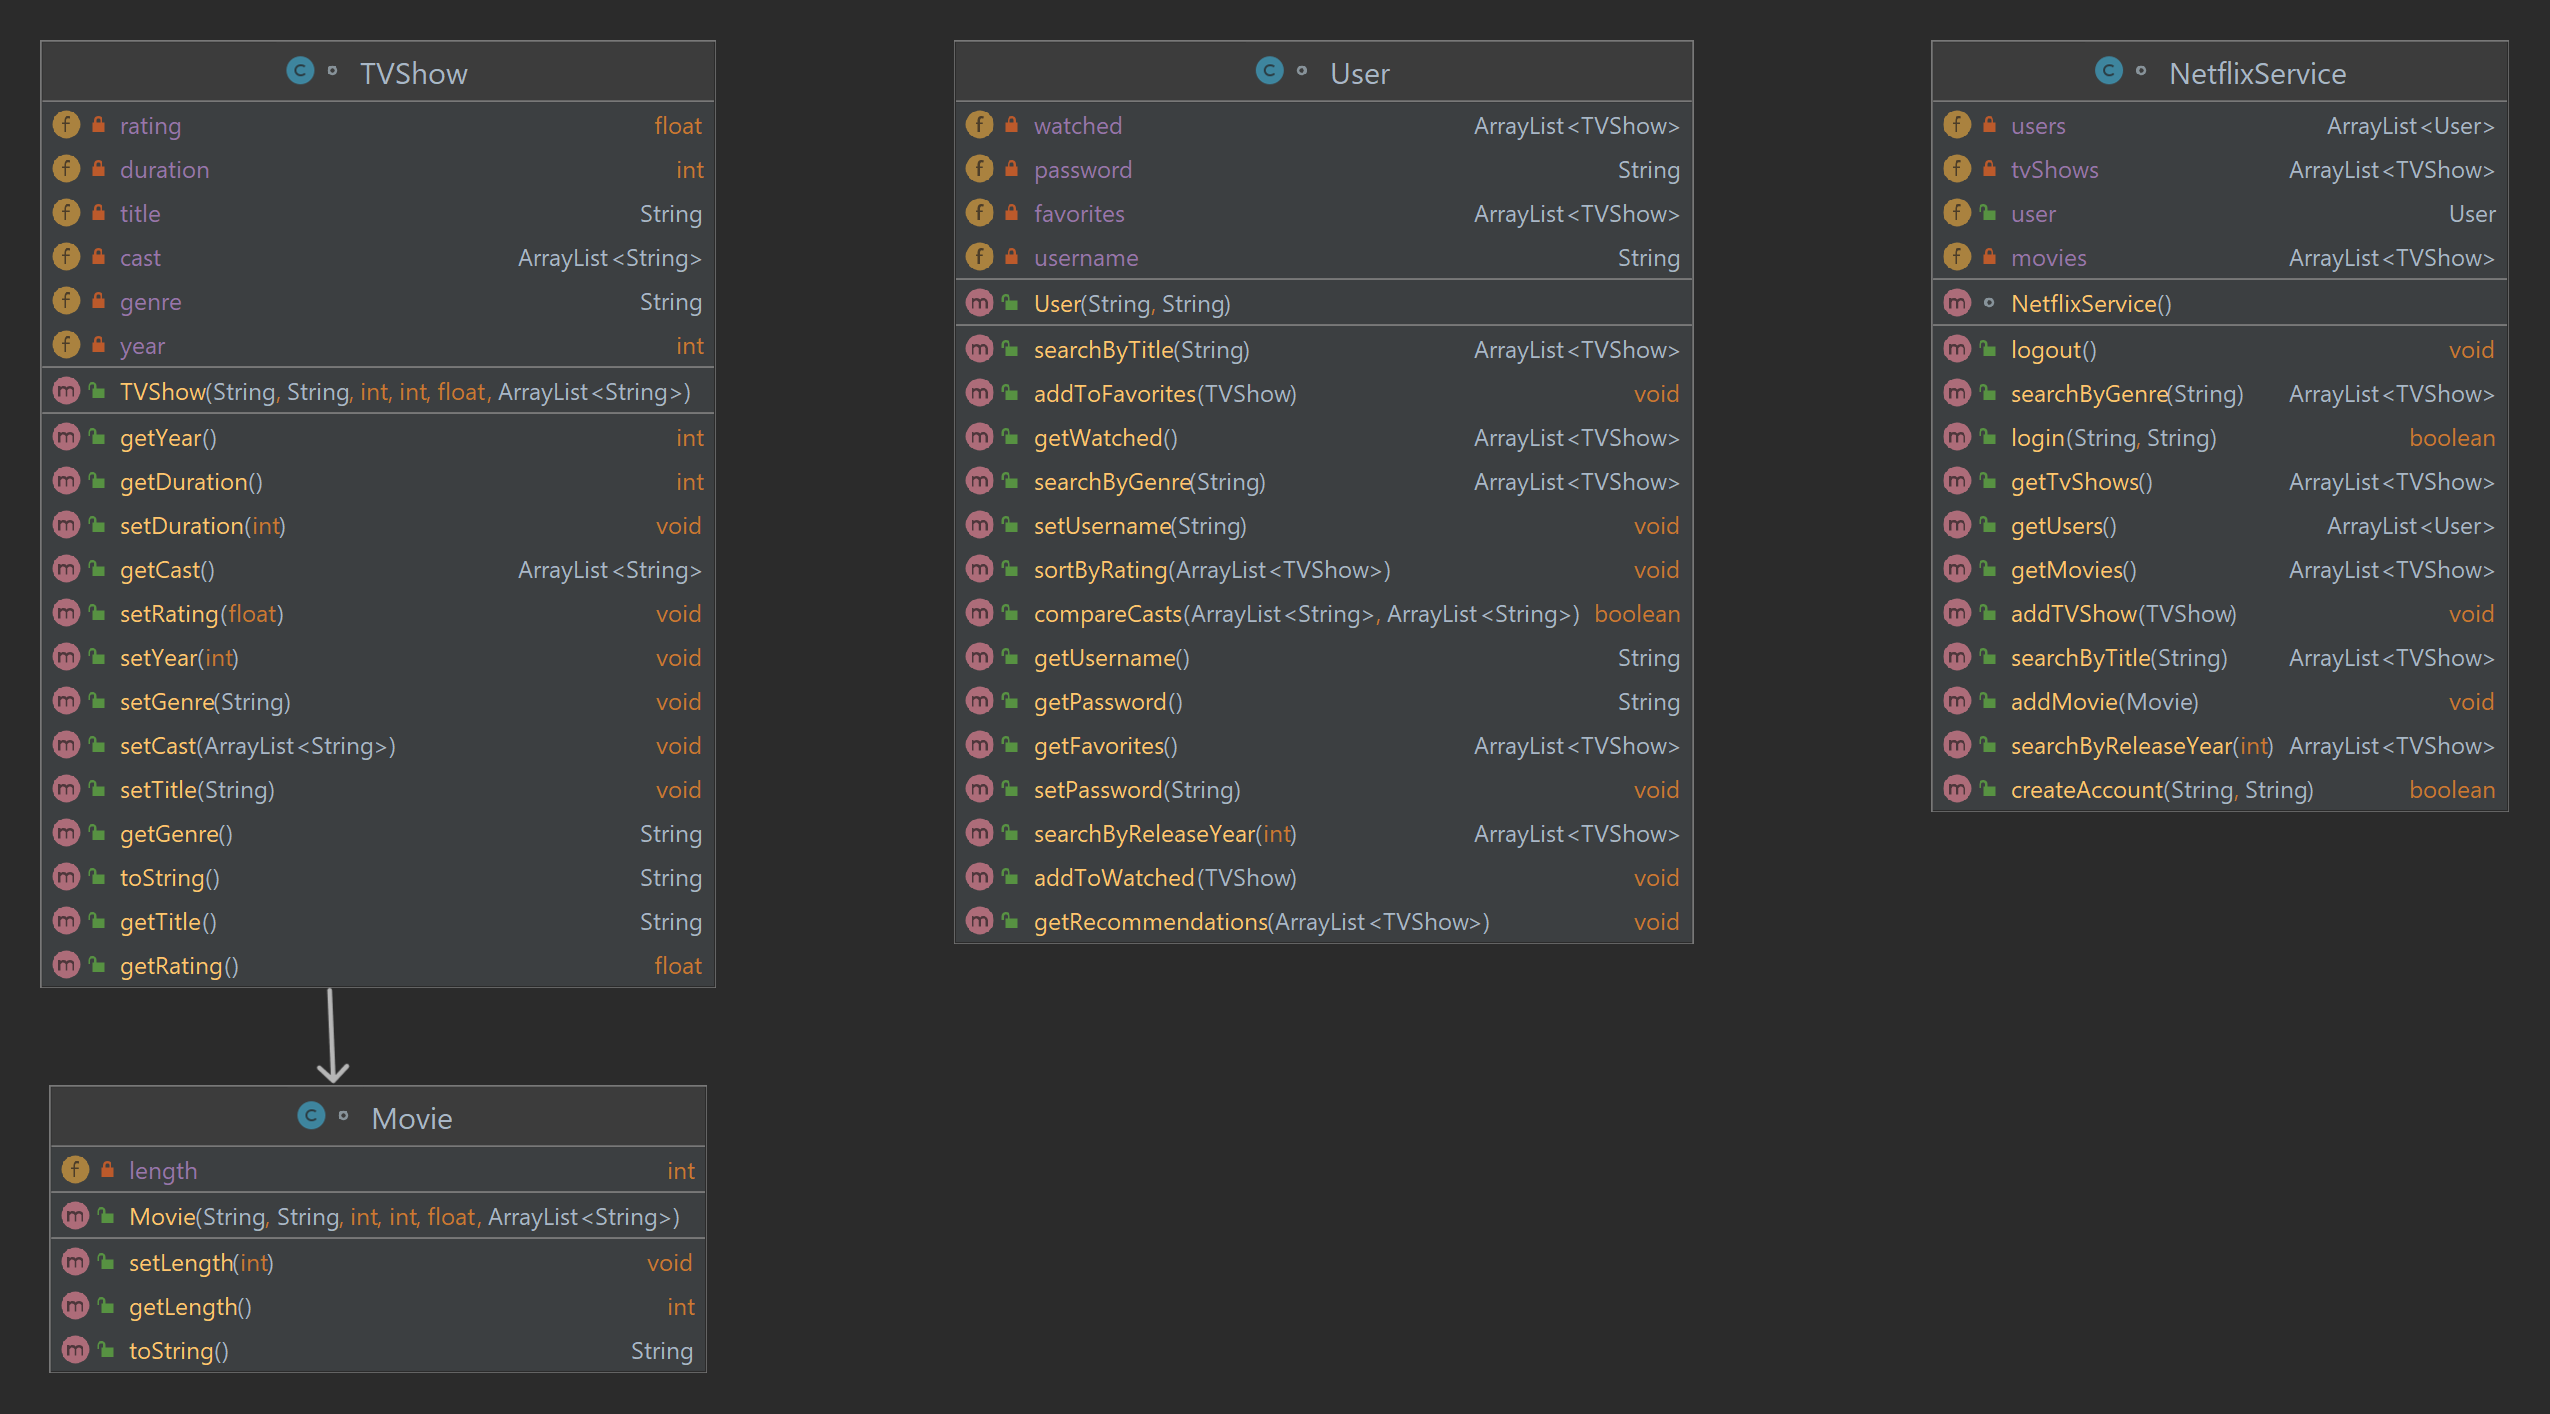 TVShow
rating float
duration int
title String
cast ArrayList<String>
genre String
year int
TVShow(String, String, int, int, float, ArrayList<String>)
getYear() int
getDuration() int
setDuration(int) void
getCast() ArrayList<String>
setRating(float) void
setYear(int) void
setGenre(String) void
setCast(ArrayList<String>) void
setTitle(String) void
getGenre() String
toString() String
getTitle() String
getRating() float
Movie
length int
Movie(String, String, int, int, float, ArrayList<String>)
setLength(int) void
getLength() int
toString() String
User
watched ArrayList<TVShow>
password String
favorites ArrayList<TVShow>
username String
User(String, String)
searchByTitle(String) ArrayList<TVShow>
addToFavorites(TVShow) void
getWatched() ArrayList<TVShow>
searchByGenre(String) ArrayList<TVShow>
setUsername(String) void
sortByRating(ArrayList<TVShow>) void
compareCasts(ArrayList<String>, ArrayList<String>) boolean
getUsername() String
getPassword() String
getFavorites() ArrayList<TVShow>
setPassword(String) void
searchByReleaseYear(int) ArrayList<TVShow>
addToWatched(TVShow) void
getRecommendations(ArrayList<TVShow>) void
NetflixService
users ArrayList<User>
tvShows ArrayList<TVShow>
user User
movies ArrayList<TVShow>
NetflixService()
logout() void
searchByGenre(String) ArrayList<TVShow>
login(String, String) boolean
getTvShows() ArrayList<TVShow>
getUsers() ArrayList<User>
getMovies() ArrayList<TVShow>
addTVShow(TVShow) void
searchByTitle(String) ArrayList<TVShow>
addMovie(Movie) void
searchByReleaseYear(int) ArrayList<TVShow>
createAccount(String, String) boolean